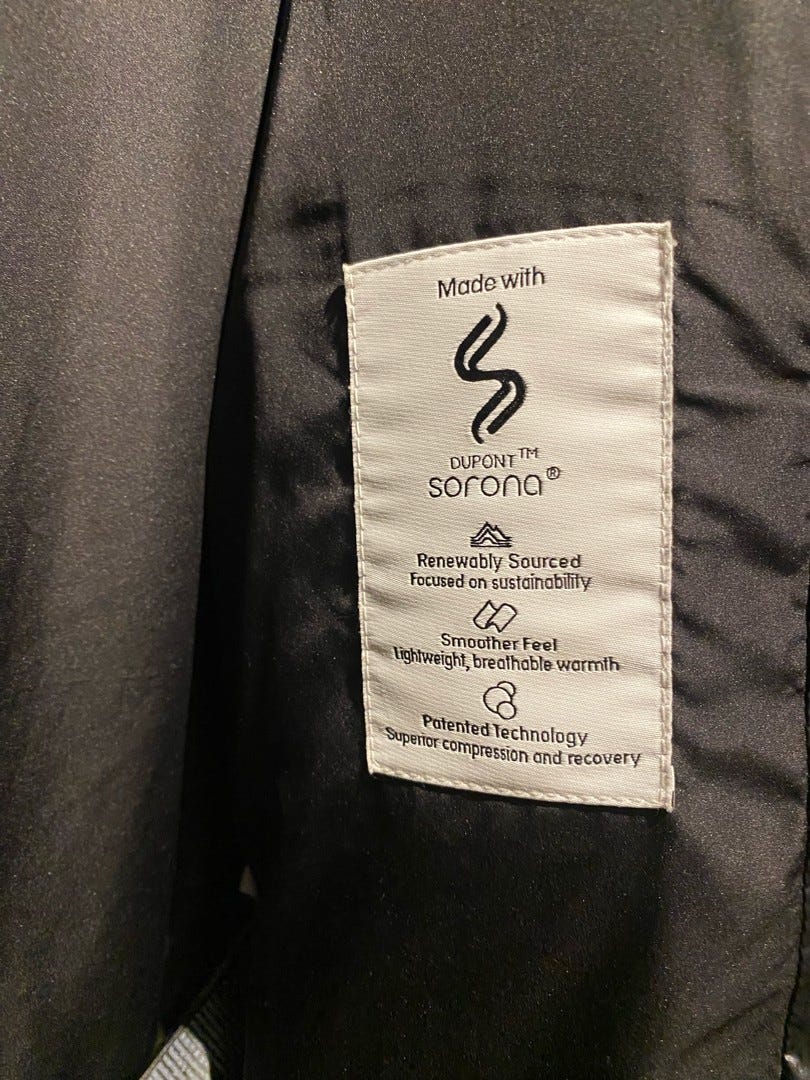 Made with
DUPONT™
sorona®
Renewably Sourced
Focused on sustainability
Smoother Feel
Lightweight, breathable warmth
Patented Technology
Superior compression and recovery